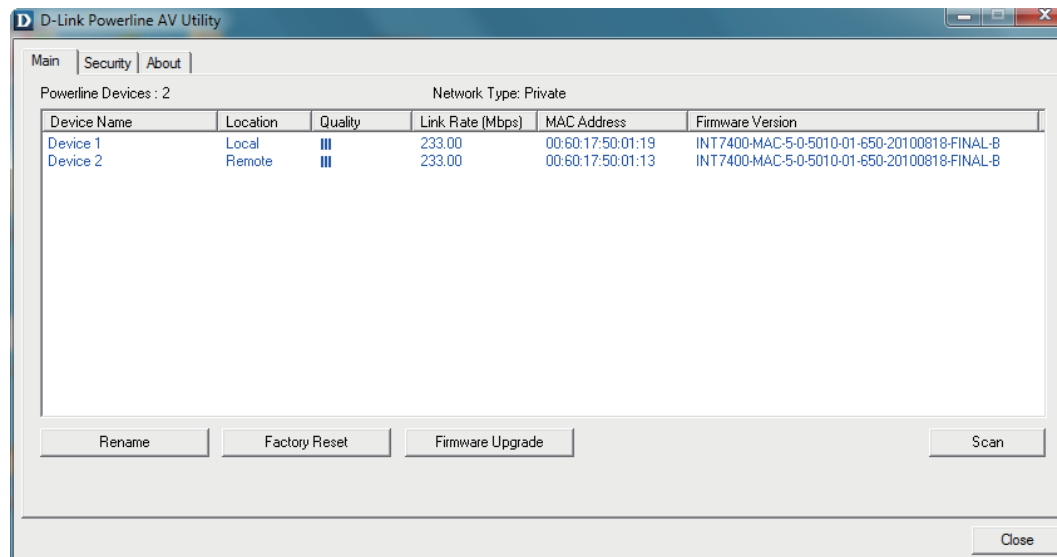 D D-Link Powerline AV Utility
Main Security About
Powerline Devices : 2 Network Type: Private
Device Name Location Quality Link Rate (Mbps) MAC Address Firmware Version
Device 1 Local 233.00 00:60:17:50:01:19 INT7400-MAC-5-0-5010-01-650-20100818-FINAL-B
Device 2 Remote 233.00 00:60:17:50:01:13 INT7400-MAC-5-0-5010-01-650-20100818-FINAL-B
Rename Factory Reset Firmware Upgrade Scan
Close